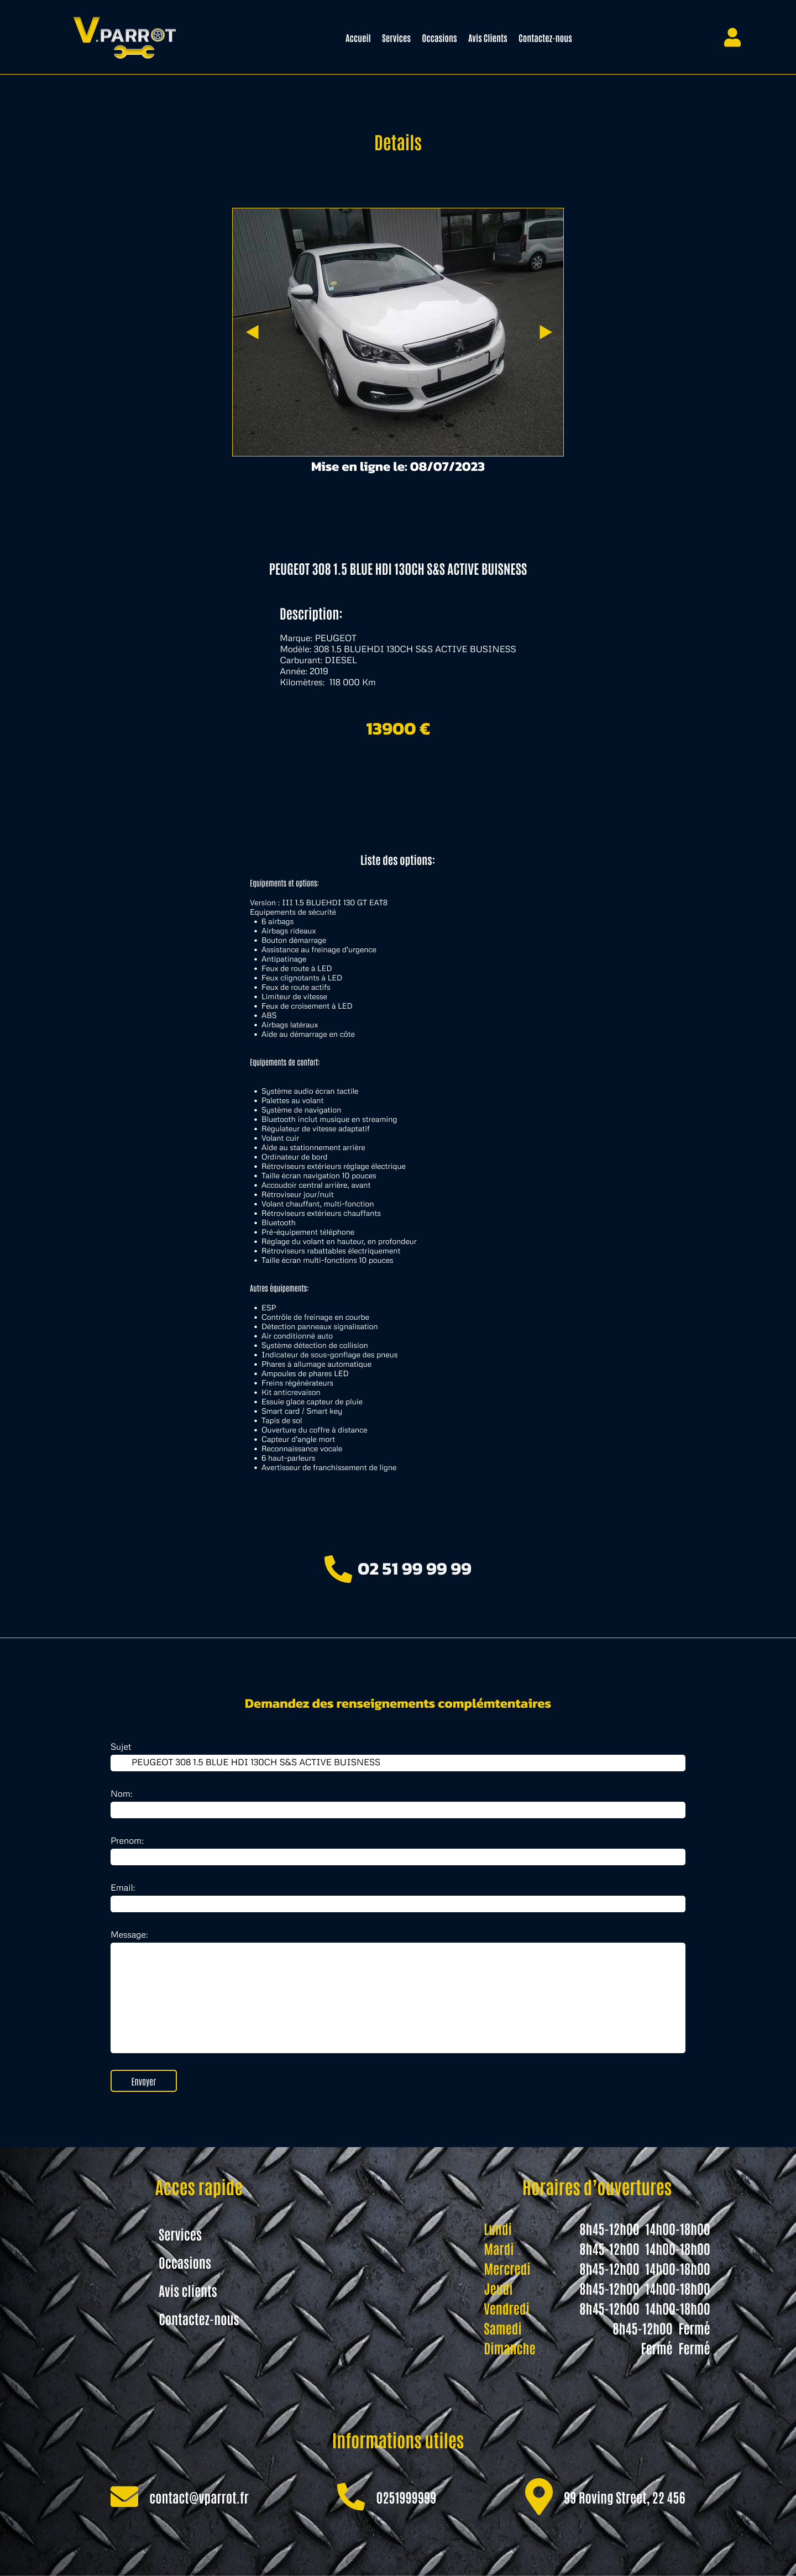 V.PARROT
Accueil Services Occasions Avis Clients Contactez-nous
Details
Mise en ligne le: 08/07/2023
PEUGEOT 308 1.5 BLUE HDI 130CH S&S ACTIVE BUISNESS
Description:
Marque: PEUGEOT
Modèle: 308 1.5 BLUEHDI 130CH S&S ACTIVE BUSINESS
Carburant: DIESEL
Année: 2019
Kilomètres: 118 000 Km
13900 €
Liste des options:
Equipements et options:
Version : III 1.5 BLUEHDI 130 GT EAT8
Equipements de sécurité
• 6 airbags
• Airbags rideaux
• Bouton démarrage
• Assistance au freinage d'urgence
• Antipatinage
• Feux de route à LED
• Feux clignotants à LED
• Feux de route actifs
• Limiteur de vitesse
• Feux de croisement à LED
• ABS
• Airbags latéraux
• Aide au démarrage en côte
Equipements de confort:
• Système audio écran tactile
• Palettes au volant
• Système de navigation
• Bluetooth inclut musique en streaming
• Régulateur de vitesse adaptatif
• Volant cuir
• Aide au stationnement arrière
• Ordinateur de bord
• Rétroviseurs extérieurs réglage électrique
• Taille écran navigation 10 pouces
• Accoudoir central arrière, avant
• Rétroviseur jour/nuit
• Volant chauffant, multi-fonction
• Rétroviseurs extérieurs chauffants
• Bluetooth
• Pré-équipement téléphone
• Réglage du volant en hauteur, en profondeur
• Rétroviseurs rabattables électriquement
• Taille écran multi-fonctions 10 pouces
Autres équipements:
• ESP
• Contrôle de freinage en courbe
• Détection panneaux signalisation
• Air conditionné auto
• Système détection de collision
• Indicateur de sous-gonflage des pneus
• Phares à allumage automatique
• Ampoules de phares LED
• Freins régénérateurs
• Kit anticrevaison
• Essuie glace capteur de pluie
• Smart card / Smart key
• Tapis de sol
• Ouverture du coffre à distance
• Capteur d'angle mort
• Reconnaissance vocale
• 6 haut-parleurs
• Avertisseur de franchissement de ligne
02 51 99 99 99
Demandez des renseignements complémtentaires
Sujet
PEUGEOT 308 1.5 BLUE HDI 130CH S&S ACTIVE BUISNESS
Nom:
Prenom:
Email:
Message:
Envoyer
Acces rapide
Services
Occasions
Avis clients
Contactez-nous
Horaires d'ouvertures
Lundi 8h45-12h00 14h00-18h00
Mardi 8h45-12h00 14h00-18h00
Mercredi 8h45-12h00 14h00-18h00
Jeudi 8h45-12h00 14h00-18h00
Vendredi 8h45-12h00 14h00-18h00
Samedi 8h45-12h00 Fermé
Dimanche Fermé Fermé
Informations utiles
contact@vparrot.fr 0251999999 99 Roving Street, 22 456